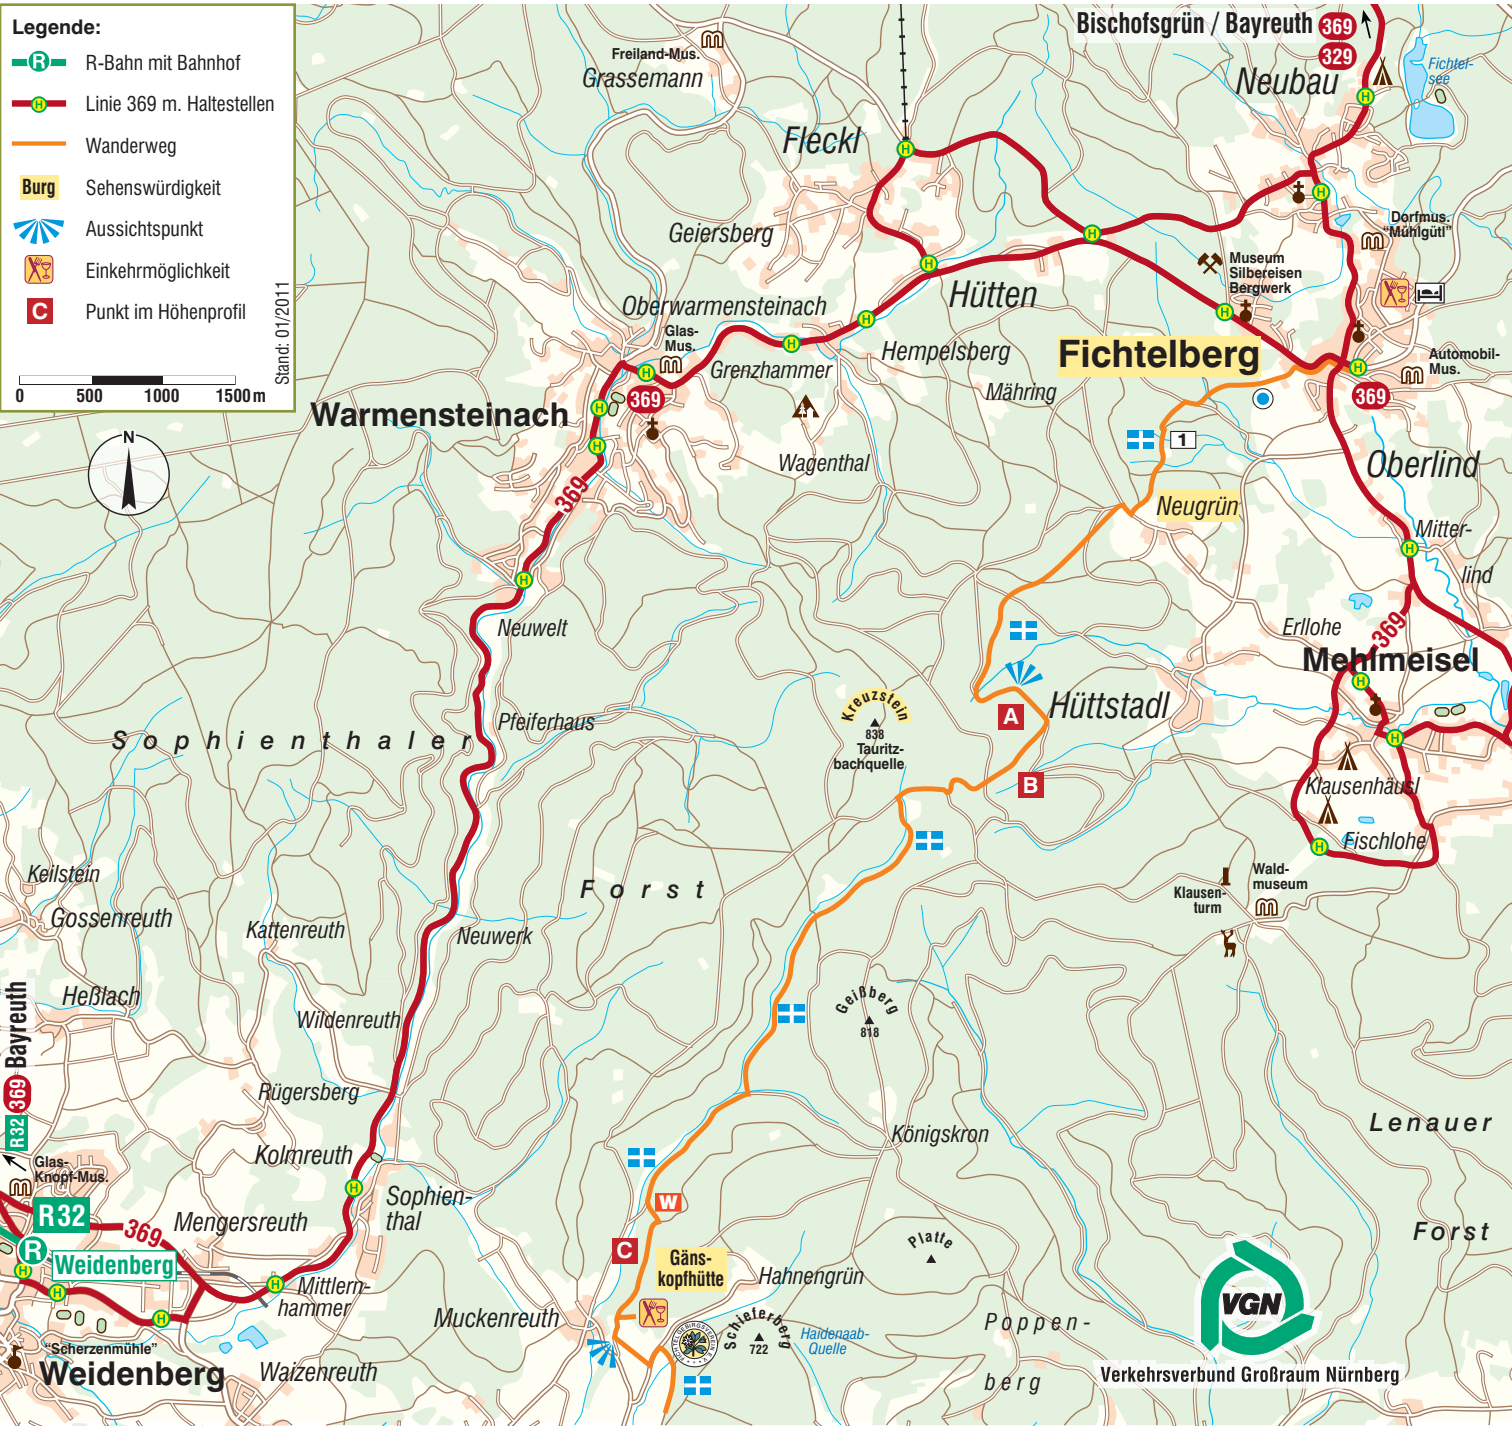 Legende:
R
R-Bahn mit Bahnhof
H
Linie 369 m. Haltestellen
Wanderweg
Burg
Sehenswürdigkeit
Aussichtspunkt
Einkehrmöglichkeit
C
Punkt im Höhenprofil
Stand: 01/2011
0 500 1000 1500 m
N
Bischofsgrün / Bayreuth 369
329
Freiland-Mus.
Grassemann
Neubau
Fichtel-
see
Fleckl
Geiersberg
Dorfmus.
"Mühlgütl"
Museum
Silbereisen
Bergwerk
Hütten
Oberwarmensteinach
Glas-
Mus.
Grenzhammer
Hempelsberg
Fichtelberg
Automobil-
Mus.
Mähring
369
369
Warmensteinach
1
Wagenthal
Oberlind
369
Neugrün
Mitter-
lind
Neuwelt
Erllohe
369
Mehlmeisel
Kreuzstein
838
Tauritz-
bachquelle
A
Hüttstadl
Pfeiferhaus
Sophienthaler
B
Klausenhäusl
Fischlohe
Keilstein
Forst
Wald-
museum
Klausen-
turm
Gossenreuth
Kattenreuth
Neuwerk
Heßlach
Geißberg
818
Wildenreuth
R32 369 Bayreuth
Rügersberg
Königskron
Lenauer
Forst
Kolmreuth
Glas-
Knopf-Mus.
Sophien-
thal
W
R32
369
Mengersreuth
Platte
C
Gäns-
kopfhütte
R
Weidenberg
Hahnengrün
Mittlern-
hammer
Muckenreuth
Schieferberg
722
Haidenaab-
Quelle
Poppen-
berg
VGN
"Scherzenmühle"
Weidenberg
Waizenreuth
Verkehrsverbund Großraum Nürnberg